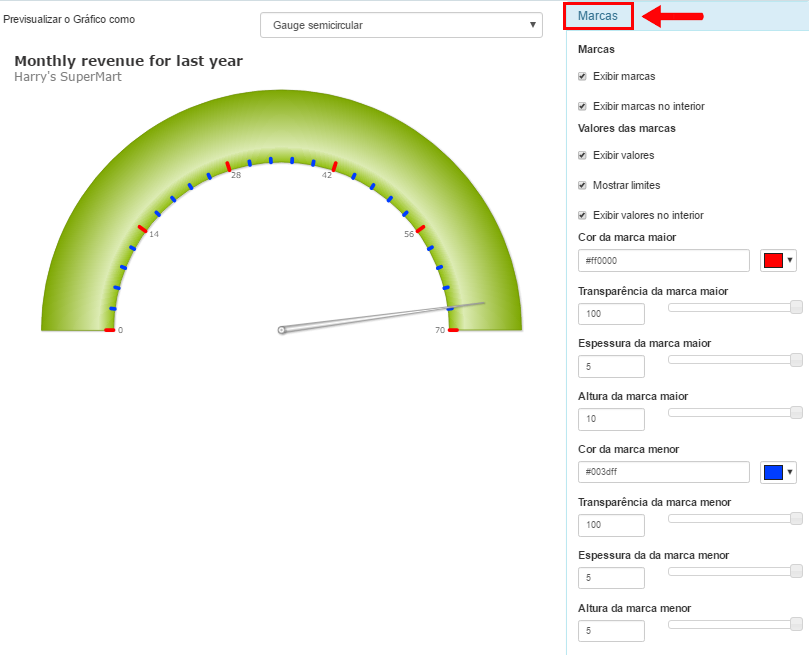 Previsualizar o Gráfico como
Gauge semicircular
Monthly revenue for last year
Harry's SuperMart
28
42
14
56
0
70
Marcas
Marcas
Exibir marcas
Exibir marcas no interior
Valores das marcas
Exibir valores
Mostrar limites
Exibir valores no interior
Cor da marca maior
#ff0000
Transparência da marca maior
100
Espessura da marca maior
5
Altura da marca maior
10
Cor da marca menor
#003dff
Transparência da marca menor
100
Espessura da da marca menor
5
Altura da marca menor
5